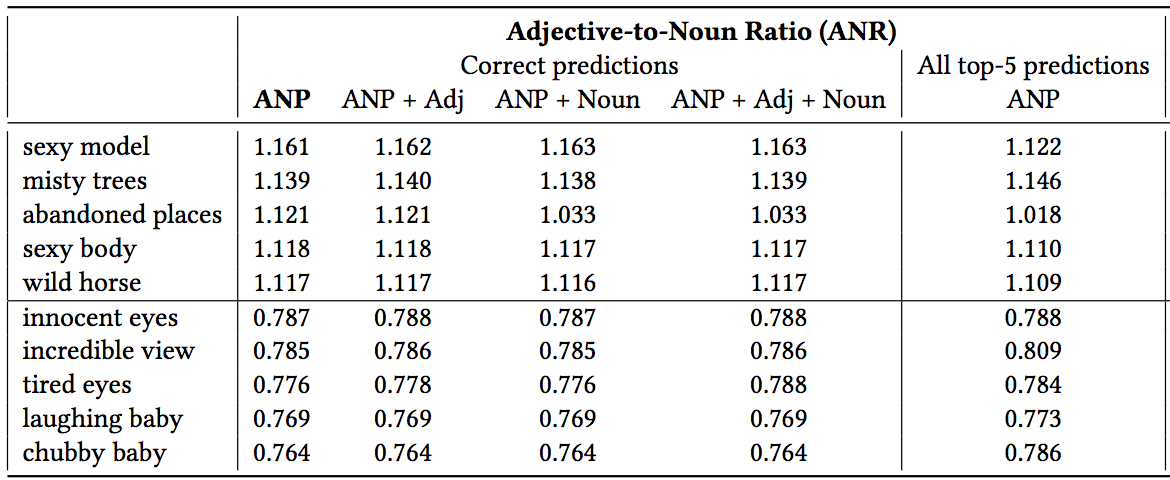 Adjective-to-Noun Ratio (ANR)
Correct predictions All top-5 predictions
ANP ANP + Adj ANP + Noun ANP + Adj + Noun ANP
sexy model 1.161 1.162 1.163 1.163 1.122
misty trees 1.139 1.140 1.138 1.139 1.146
abandoned places 1.121 1.121 1.033 1.033 1.018
sexy body 1.118 1.118 1.117 1.117 1.110
wild horse 1.117 1.117 1.116 1.117 1.109
innocent eyes 0.787 0.788 0.787 0.788 0.788
incredible view 0.785 0.786 0.785 0.786 0.809
tired eyes 0.776 0.778 0.776 0.788 0.784
laughing baby 0.769 0.769 0.769 0.769 0.773
chubby baby 0.764 0.764 0.764 0.764 0.786